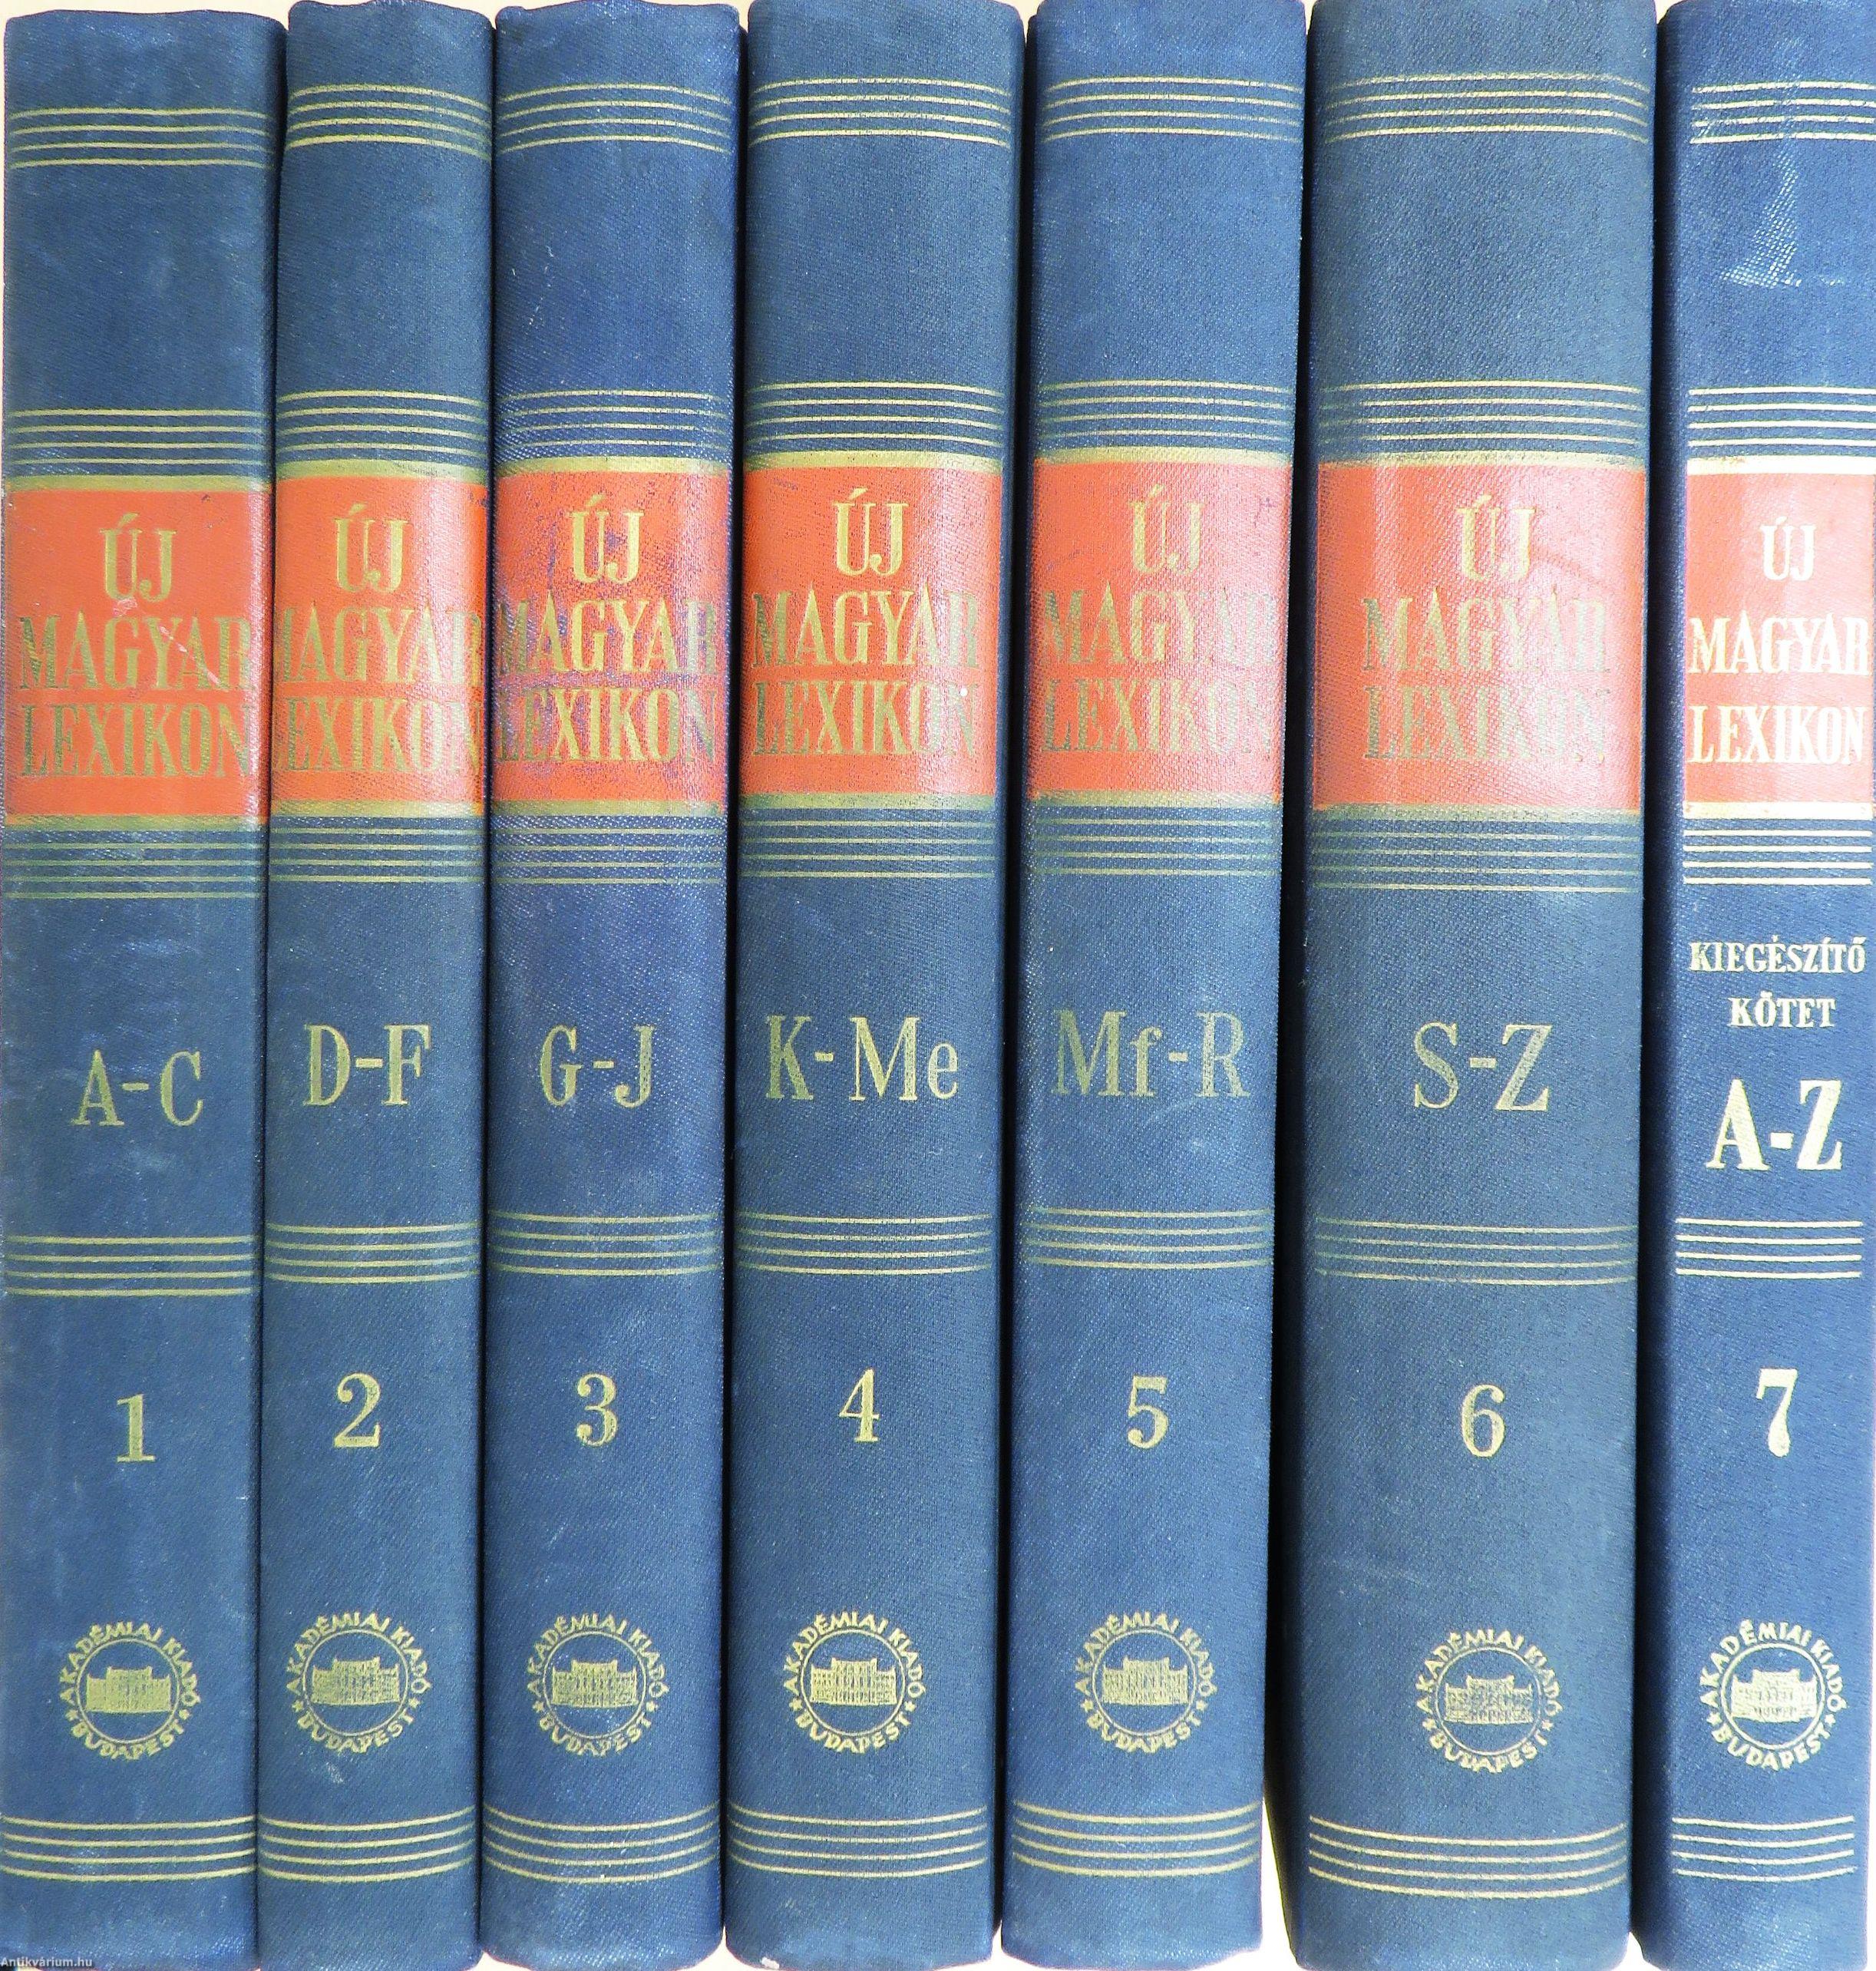 ÚJ
MAGYAR
LEXIKON
A-C
1
AKADÉMIAI KIADÓ
BUDAPEST
ÚJ
MAGYAR
LEXIKON
D-F
2
AKADÉMIAI KIADÓ
BUDAPEST
ÚJ
MAGYAR
LEXIKON
G-J
3
AKADÉMIAI KIADÓ
BUDAPEST
ÚJ
MAGYAR
LEXIKON
K-Me
4
AKADÉMIAI KIADÓ
BUDAPEST
ÚJ
MAGYAR
LEXIKON
Mf-R
5
AKADÉMIAI KIADÓ
BUDAPEST
ÚJ
MAGYAR
LEXIKON
S-Z
6
AKADÉMIAI KIADÓ
BUDAPEST
ÚJ
MAGYAR
LEXIKON
KIEGÉSZÍTŐ
KÖTET
A-Z
7
AKADÉMIAI KIADÓ
BUDAPEST
Antikvárium.hu